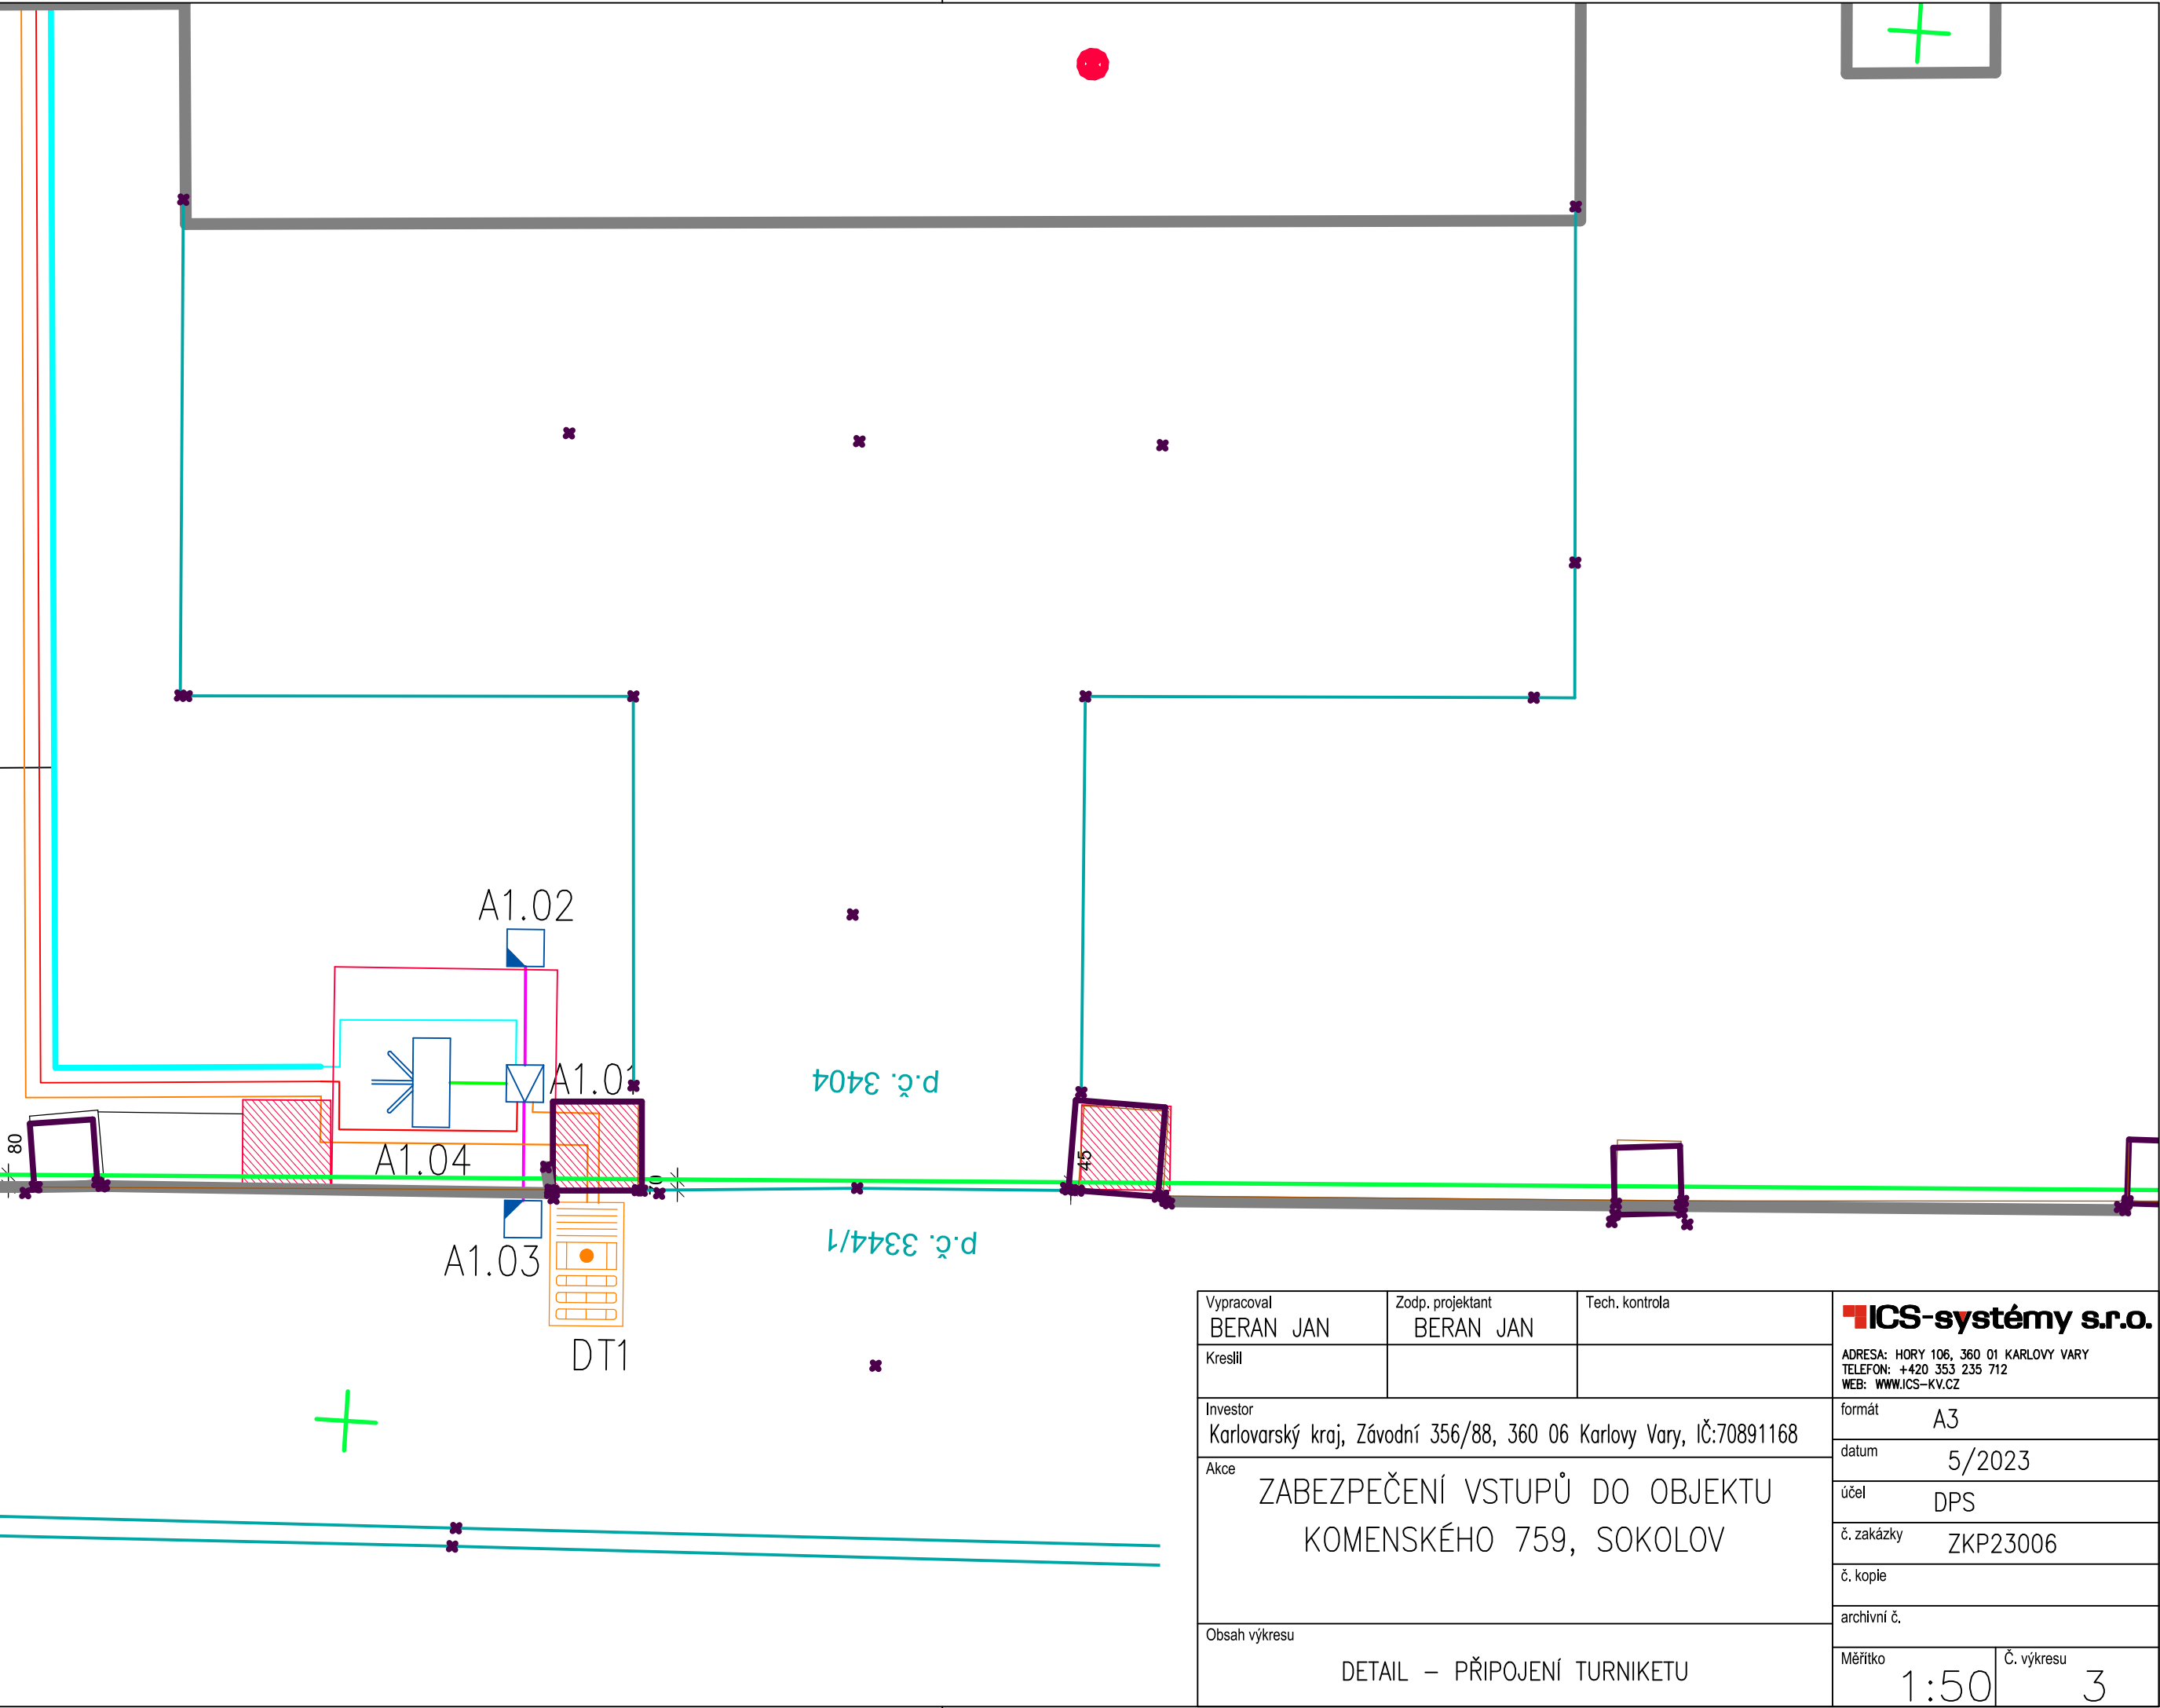 A1.02
A1.01
p.č. 3404
80
A1.04
45
A1.03
p.č. 3344/1
DT1
Vypracoval
BERAN JAN
Zodp. projektant
BERAN JAN
Tech. kontrola
Kreslil
ICS-systémy s.r.o.
ADRESA: HORY 106, 360 01 KARLOVY VARY
TELEFON: +420 353 235 712
WEB: WWW.ICS-KV.CZ
Investor
Karlovarský kraj, Závodní 356/88, 360 06 Karlovy Vary, IČ:70891168
formát
A3
datum
5/2023
Akce
ZABEZPEČENÍ VSTUPŮ DO OBJEKTU
KOMENSKÉHO 759, SOKOLOV
účel
DPS
č. zakázky
ZKP23006
č. kopie
archivní č.
Obsah výkresu
DETAIL – PŘIPOJENÍ TURNIKETU
Měřítko
1:50
Č. výkresu
3